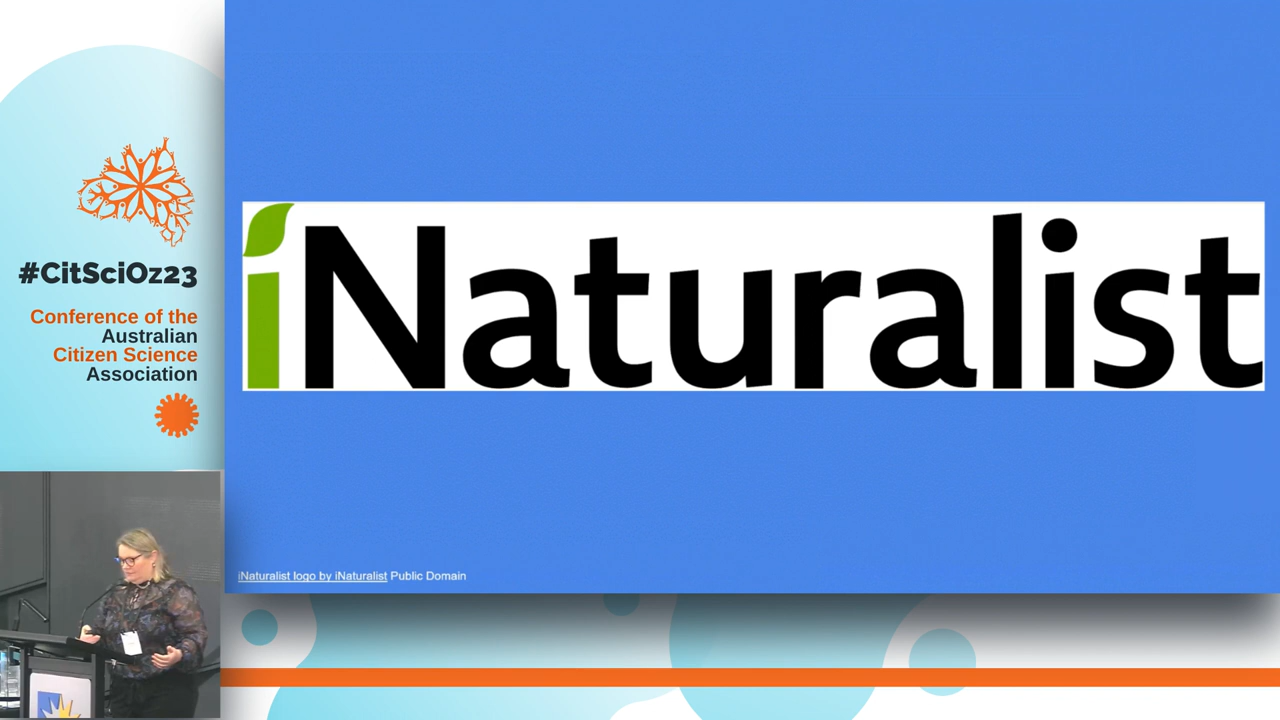 #CitSciOz23
Conference of the
Australian
Citizen Science
Association
iNaturalist
iNaturalist logo by iNaturalist Public Domain